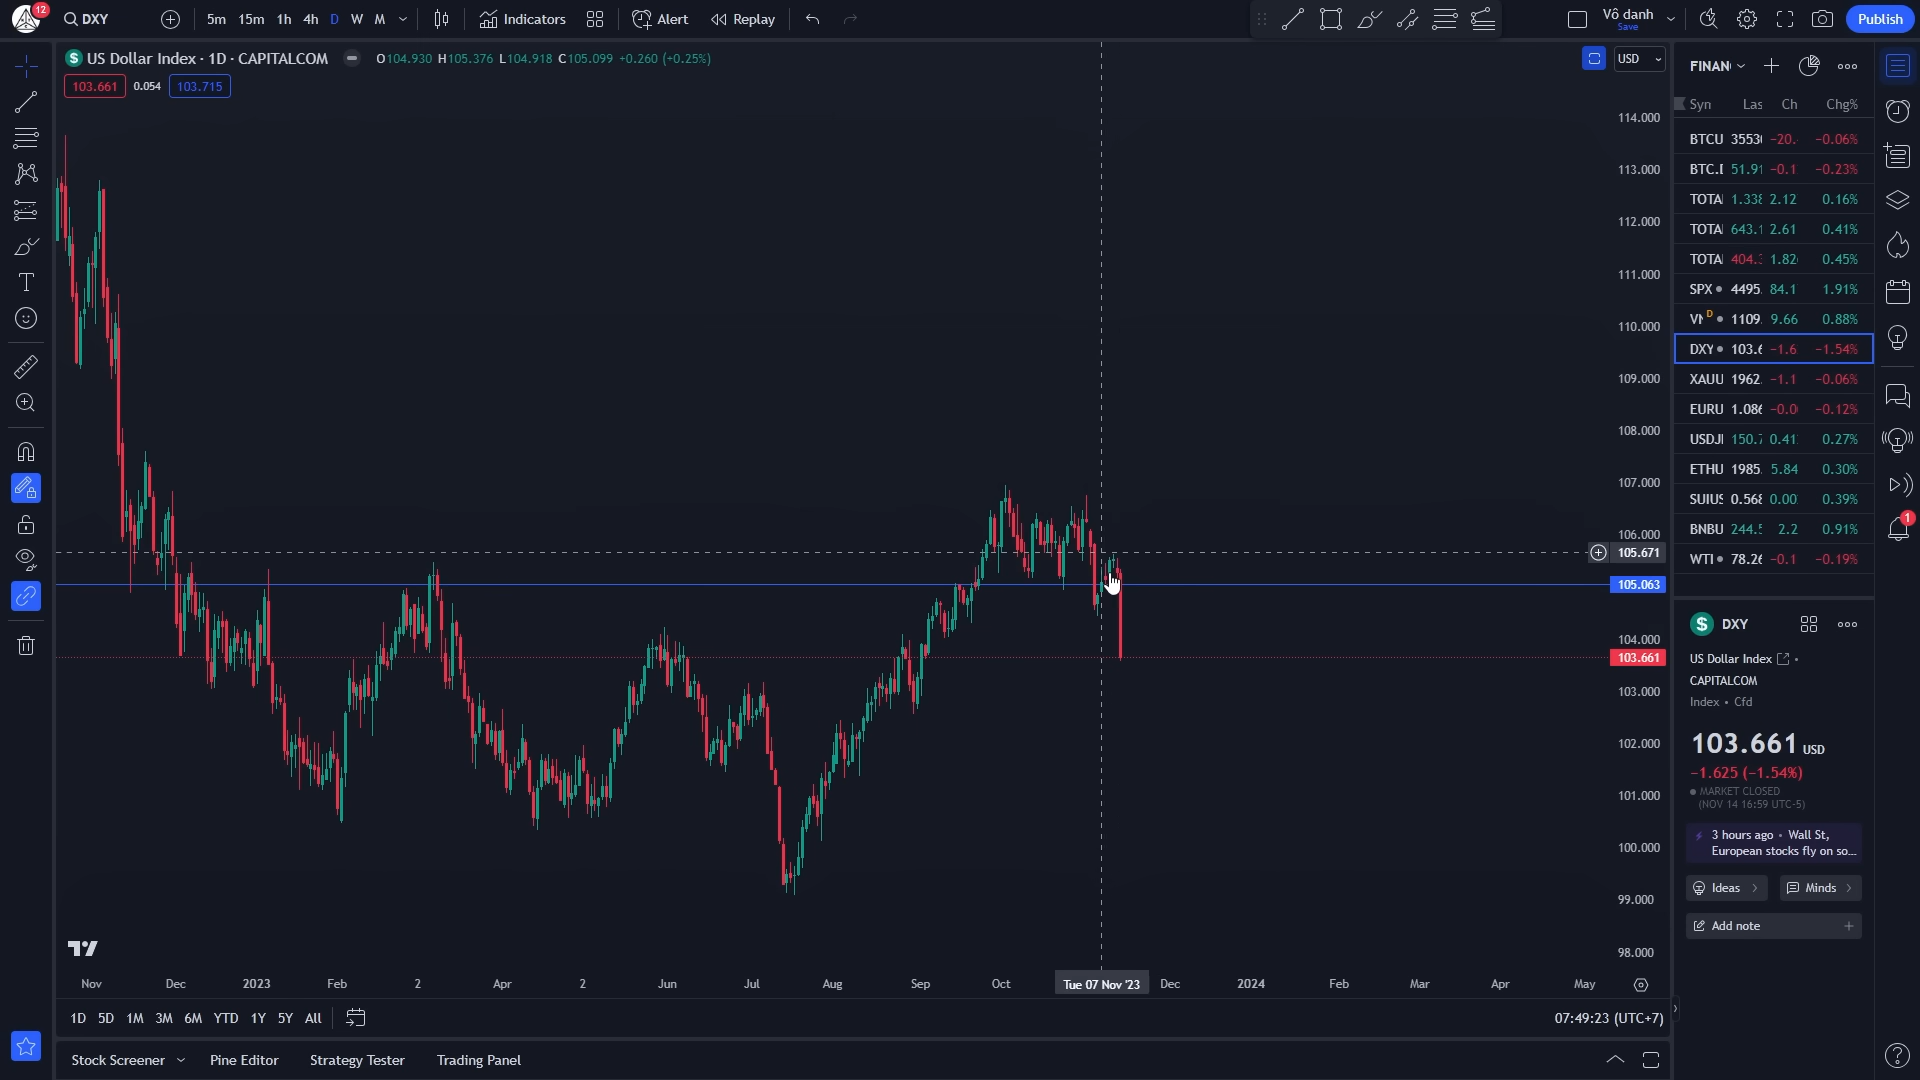 12
DXY
5m 15m 1h 4h D W M
Indicators
Alert
Replay
Vô danh
Save
Publish
US Dollar Index · 1D · CAPITALCOM
O104.930 H105.376 L104.918 C105.099 +0.260 (+0.25%)
103.661 0.054 103.715
USD
114.000
113.000
112.000
111.000
110.000
109.000
108.000
107.000
106.000
105.671
105.063
104.000
103.661
103.000
102.000
101.000
100.000
99.000
98.000
Nov Dec 2023 Feb 2 Apr 2 Jun Jul Aug Sep Oct Tue 07 Nov '23 Dec 2024 Feb Mar Apr May
1D 5D 1M 3M 6M YTD 1Y 5Y All
07:49:23 (UTC+7)
Stock Screener Pine Editor Strategy Tester Trading Panel
FINAN
Syn Las Ch Chg%
BTCU 3553 -20. -0.06%
BTC. 51.91 -0.1 -0.23%
TOTA 1.338 2.12 0.16%
TOTA 643.1 2.61 0.41%
TOTA 404. 1.82 0.45%
SPX 4495. 84.1 1.91%
VN D 1109. 9.66 0.88%
DXY 103.6 -1.6 -1.54%
XAUU 1962. -1.1 -0.06%
EURU 1.086 -0.0 -0.12%
USDJ 150.7 0.41 0.27%
ETHU 1985. 5.84 0.30%
SUIUS 0.568 0.00 0.39%
BNBU 244. 2.2 0.91%
WTI 78.26 -0.1 -0.19%
DXY
US Dollar Index
CAPITALCOM
Index • Cfd
103.661 USD
−1.625 (−1.54%)
MARKET CLOSED
(NOV 14 16:59 UTC-5)
3 hours ago • Wall St,
European stocks fly on so...
Ideas Minds
Add note
1